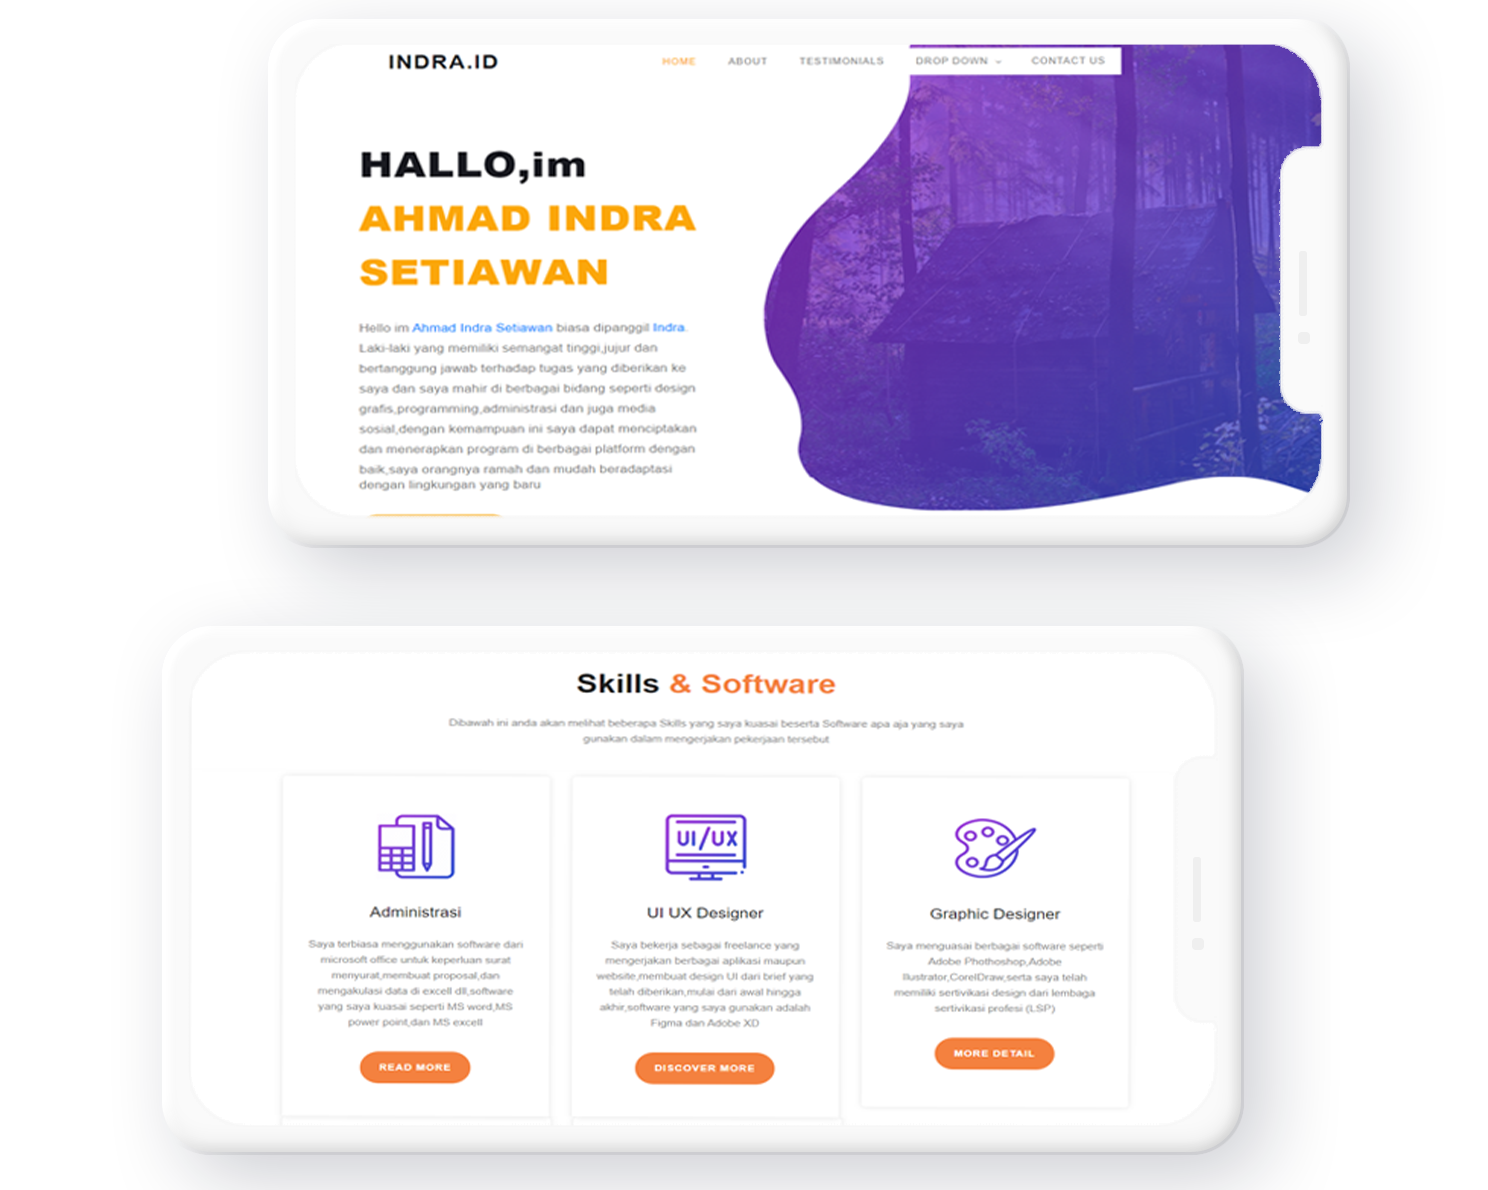 INDRA.ID
HOME ABOUT TESTIMONIALS DROP DOWN CONTACT US
HALLO,im
AHMAD INDRA
SETIAWAN
Hello im Ahmad Indra Setiawan biasa dipanggil Indra.
Laki-laki yang memiliki semangat tinggi,jujur dan
bertanggung jawab terhadap tugas yang diberikan ke
saya dan saya mahir di berbagai bidang seperti design
grafis,programming,administrasi dan juga media
sosial,dengan kemampuan ini saya dapat menciptakan
dan menerapkan program di berbagai platform dengan
baik,saya orangnya ramah dan mudah beradaptasi
dengan lingkungan yang baru
Skills & Software
Dibawah ini anda akan melihat beberapa Skills yang saya kuasai beserta Software apa aja yang saya
gunakan dalam mengerjakan pekerjaan tersebut
Administrasi
Saya terbiasa menggunakan software dari
microsoft office untuk keperluan surat
menyurat,membuat proposal,dan
mengakulasi data di excell dll,software
yang saya kuasai seperti MS word,MS
power point,dan MS excell
READ MORE
UI/UX
UI UX Designer
Saya bekerja sebagai freelance yang
mengerjakan berbagai aplikasi maupun
website,membuat design UI dari brief yang
telah diberikan,mulai dari awal hingga
akhir,software yang saya gunakan adalah
Figma dan Adobe XD
DISCOVER MORE
Graphic Designer
Saya menguasai berbagai software seperti
Adobe Phothoshop,Adobe
Ilustrator,CorelDraw,serta saya telah
memiliki sertivikasi design dari lembaga
sertivikasi profesi (LSP)
MORE DETAIL